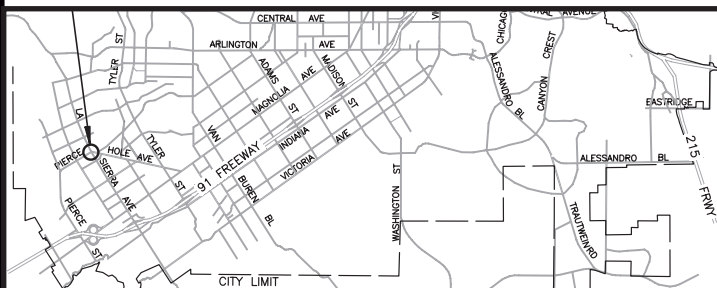 CENTRAL AVE
ARLINGTON AVE
TYLER ST
ADAMS ST
MADISON ST
MAGNOLIA AVE
CHICAGO
AVENUE
ALESSANDRO BL
CANYON CREST
EASTRIDGE
LA SIERRA AVE
PIERCE
HOLE AVE
TYLER ST
VAN BUREN BL
91 FREEWAY
INDIANA AVE
VICTORIA AVE
WASHINGTON ST
ALESSANDRO BL
215 FRWY
PIERCE ST
TRAUTWEIN RD
CITY LIMIT